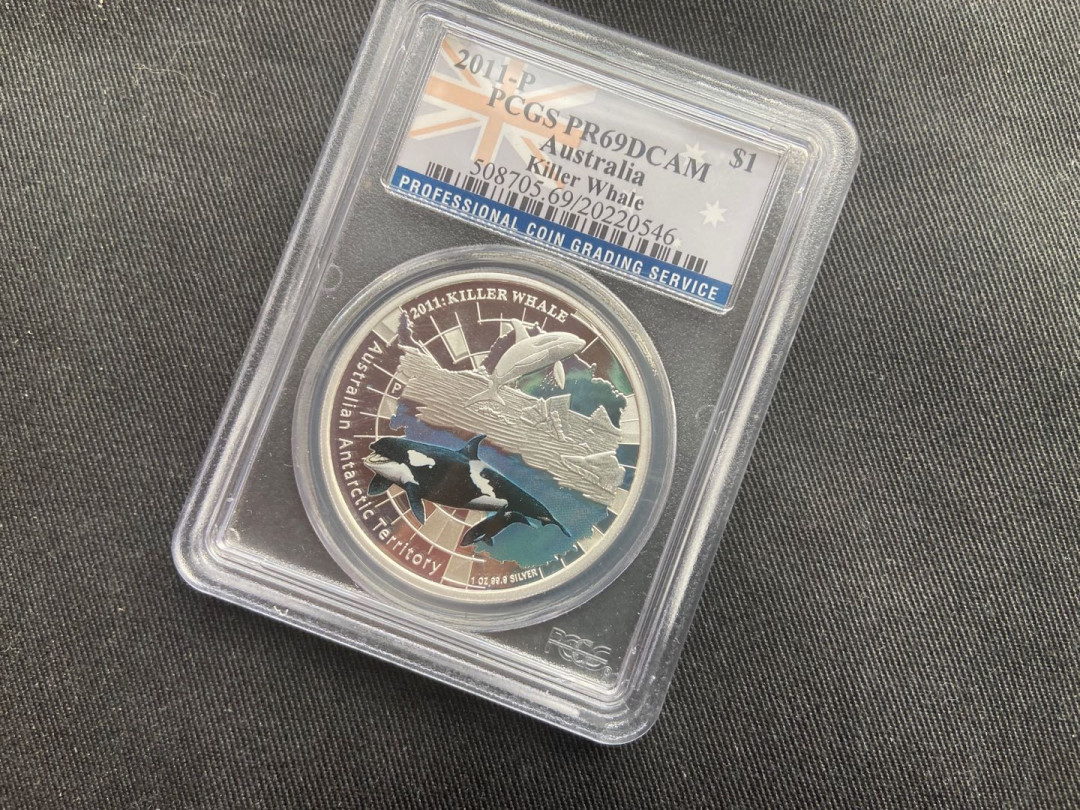 2011-P
PCGS PR69DCAM $1
Australia
Killer Whale
508705.69/20220546
PROFESSIONAL COIN GRADING SERVICE
2011:KILLER WHALE
P
Australian Antarctic Territory
1 OZ 99.9 SILVER
PCGS